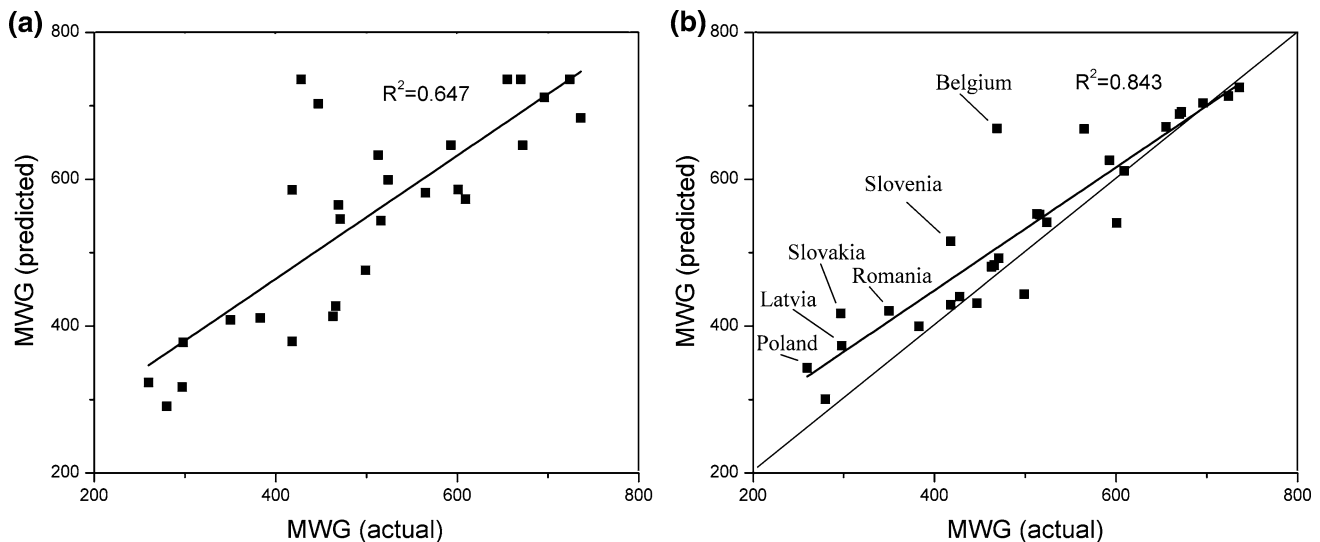 (a)
800
600
400
200
200
400
600
800
MWG (predicted)
MWG (actual)
R²=0.647
(b)
800
600
400
200
200
400
600
800
MWG (predicted)
MWG (actual)
R²=0.843
Belgium
Slovenia
Slovakia
Romania
Latvia
Poland